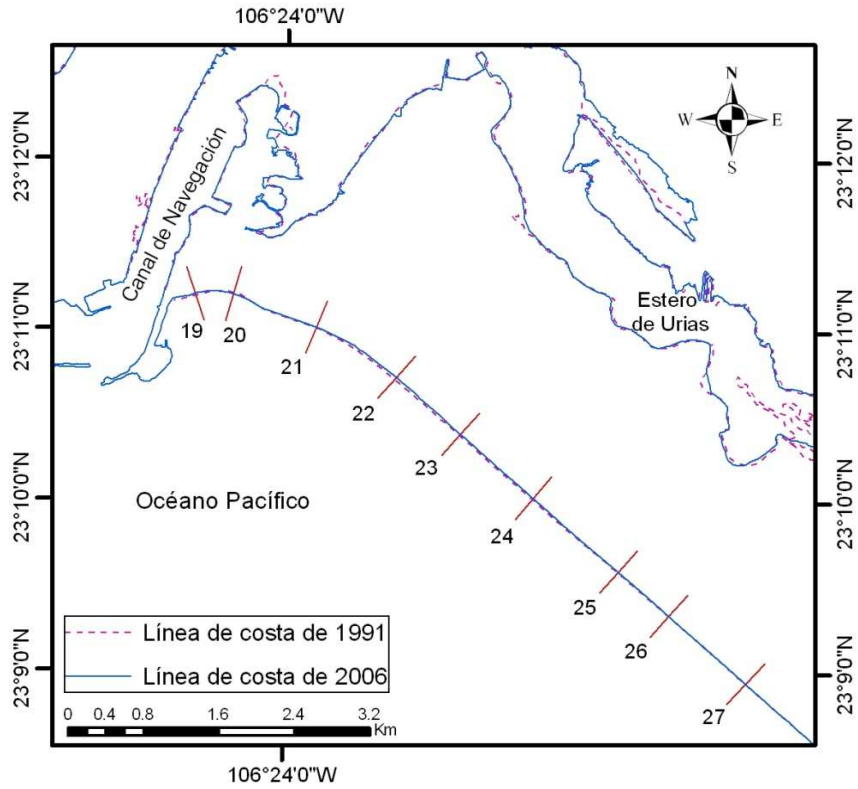 106°24'0"W
N
W E
S
23°12'0"N
23°12'0"N
Canal de Navegación
23°11'0"N
23°11'0"N
Estero
de Urias
19
20
21
22
23
24
25
26
27
Océano Pacífico
23°10'0"N
23°10'0"N
Línea de costa de 1991
Línea de costa de 2006
23°9'0"N
23°9'0"N
0 0.4 0.8 1.6 2.4 3.2
Km
106°24'0"W